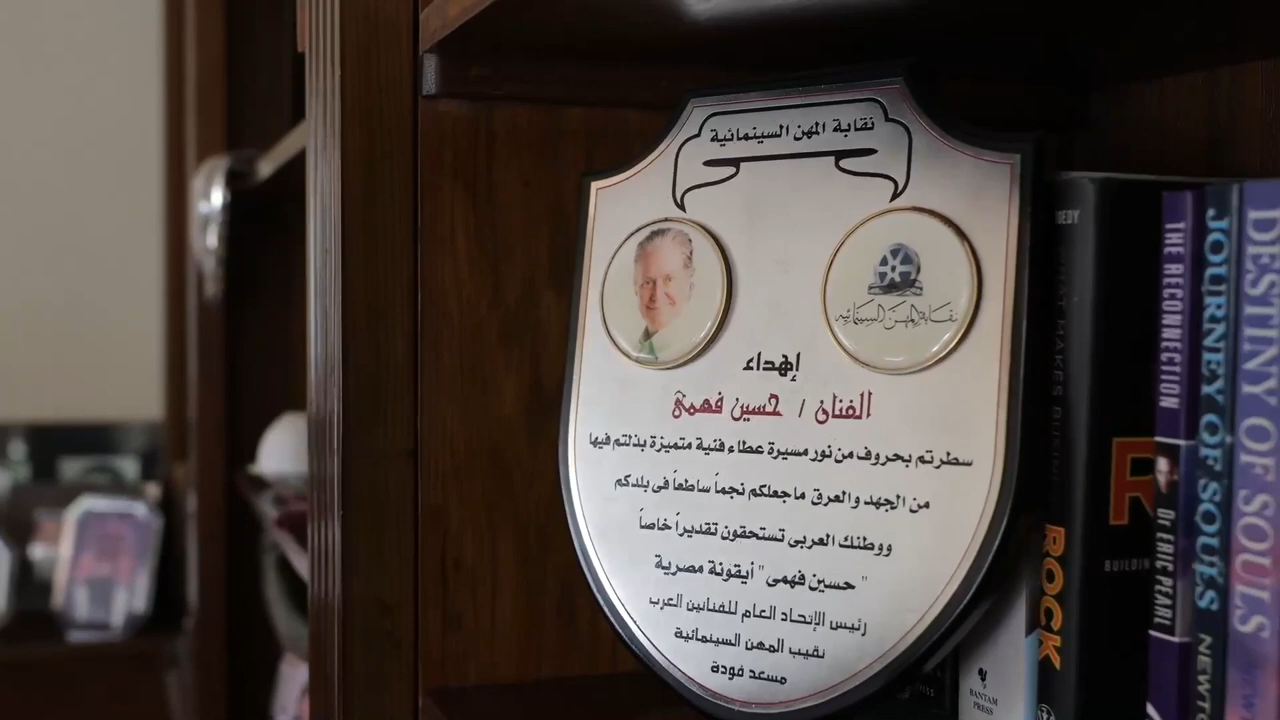 نقابة المهن السينمائية
نقابة المهن السينمائية
إهداء
الفنان / حسين فهمى
سطرتم بحروف من نور مسيرة عطاء فنية متميزة بذلتم فيها
من الجهد والعرق ماجعلكم نجماً ساطعاً فى بلدكم
ووطنك العربى تستحقون تقديراً خاصاً
" حسين فهمى" أيقونة مصرية
رئيس الإتحاد العام للفنانين العرب
نقيب المهن السينمائية
مسعد فودة
BANTAM
PRESS
ROCK
BUILDIN
THE RECONNECTION
Dr ERIC PEARL
JOURNEY OF SOULS
NEWT
DESTINY OF SOULS